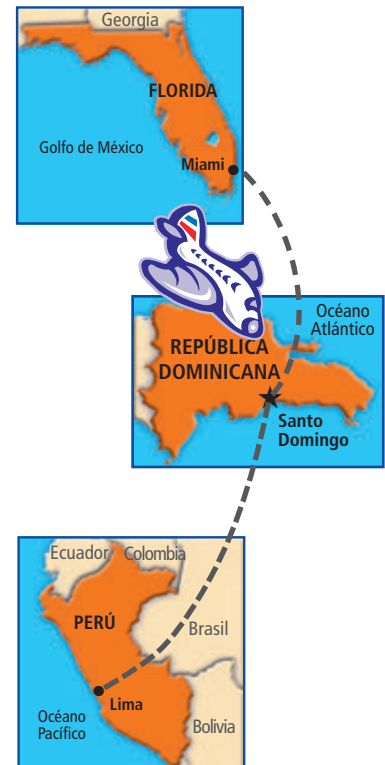 Georgia
FLORIDA
Golfo de México
Miami
Océano
Atlántico
REPÚBLICA
DOMINICANA
Santo
Domingo
Ecuador
Colombia
PERÚ
Brasil
Lima
Océano
Pacífico
Bolivia